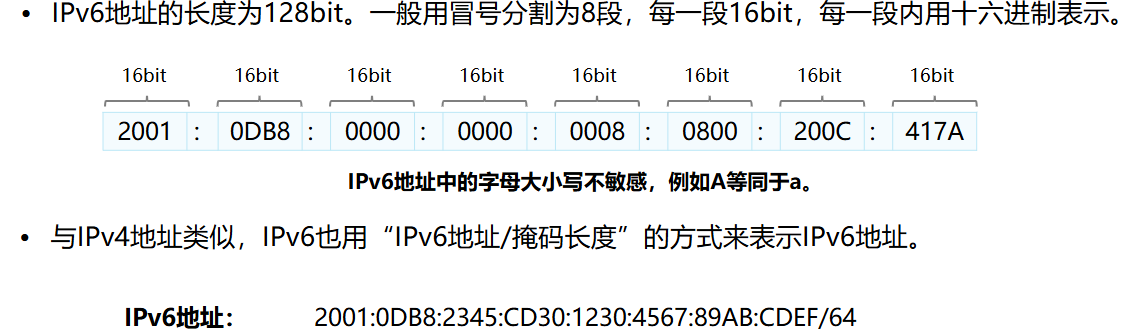 • IPv6地址的长度为128bit。一般用冒号分割为8段，每一段16bit，每一段内用十六进制表示。
16bit 16bit 16bit 16bit 16bit 16bit 16bit 16bit
2001 : 0DB8 : 0000 : 0000 : 0008 : 0800 : 200C : 417A
IPv6地址中的字母大小写不敏感，例如A等同于a。
• 与IPv4地址类似，IPv6也用“IPv6地址/掩码长度”的方式来表示IPv6地址。
IPv6地址： 2001:0DB8:2345:CD30:1230:4567:89AB:CDEF/64